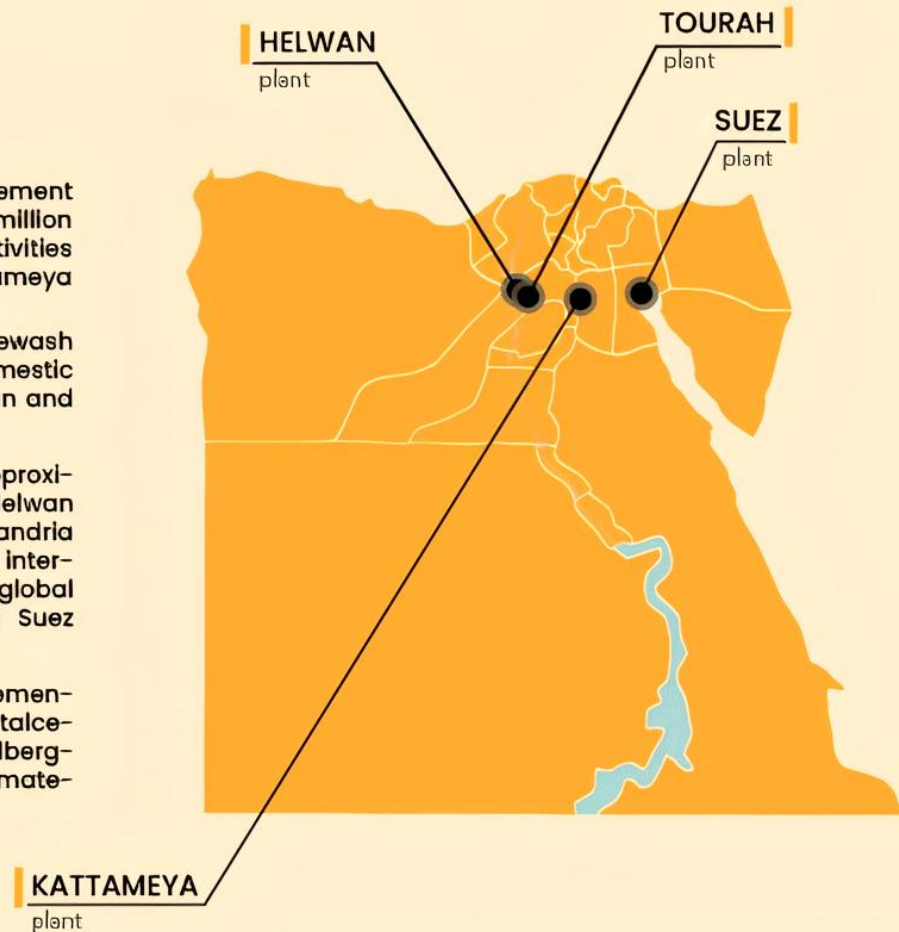 HELWAN
plant
TOURAH
plant
SUEZ
plant
ement
million
tivities
ameya
ewash
mestic
n and
proxi-
elwan
andria
inter-
global
Suez
emen-
talce-
lberg-
mate-
KATTAMEYA
plant